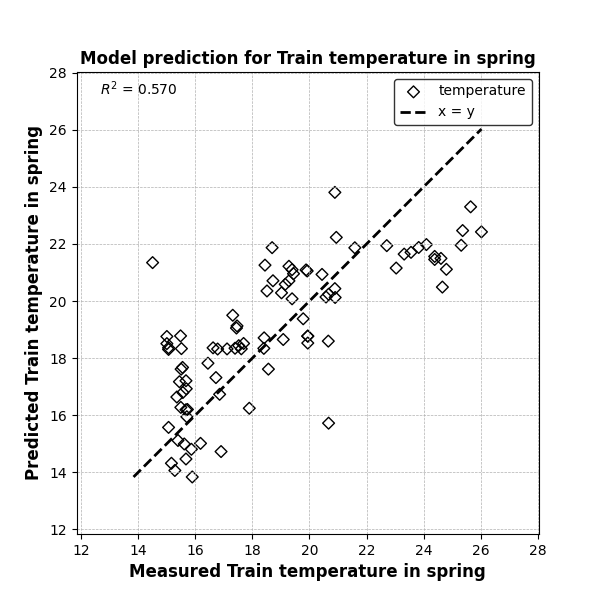 Model prediction for Train temperature in spring
R² = 0.570
temperature
x = y
28
26
24
22
20
18
16
14
12
Predicted Train temperature in spring
12 14 16 18 20 22 24 26 28
Measured Train temperature in spring